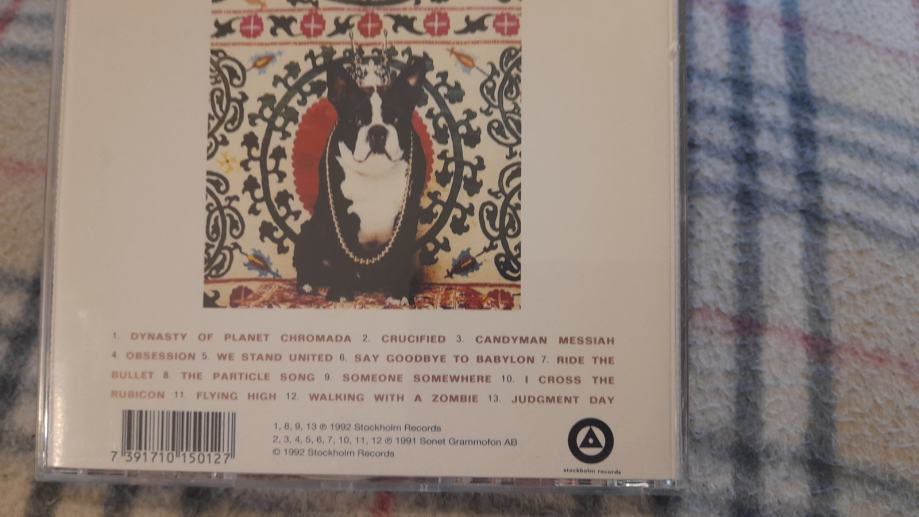 1. DYNASTY OF PLANET CHROMADA 2. CRUCIFIED 3. CANDYMAN MESSIAH
4. OBSESSION 5. WE STAND UNITED 6. SAY GOODBYE TO BABYLON 7. RIDE THE
BULLET 8. THE PARTICLE SONG 9. SOMEONE SOMEWHERE 10. I CROSS THE
RUBICON 11. FLYING HIGH 12. WALKING WITH A ZOMBIE 13. JUDGMENT DAY
1, 8, 9, 13 ℗ 1992 Stockholm Records
2, 3, 4, 5, 6, 7, 10, 11, 12 ℗ 1991 Sonet Grammofon AB
© 1992 Stockholm Records
7 391710 150127
stockholm records